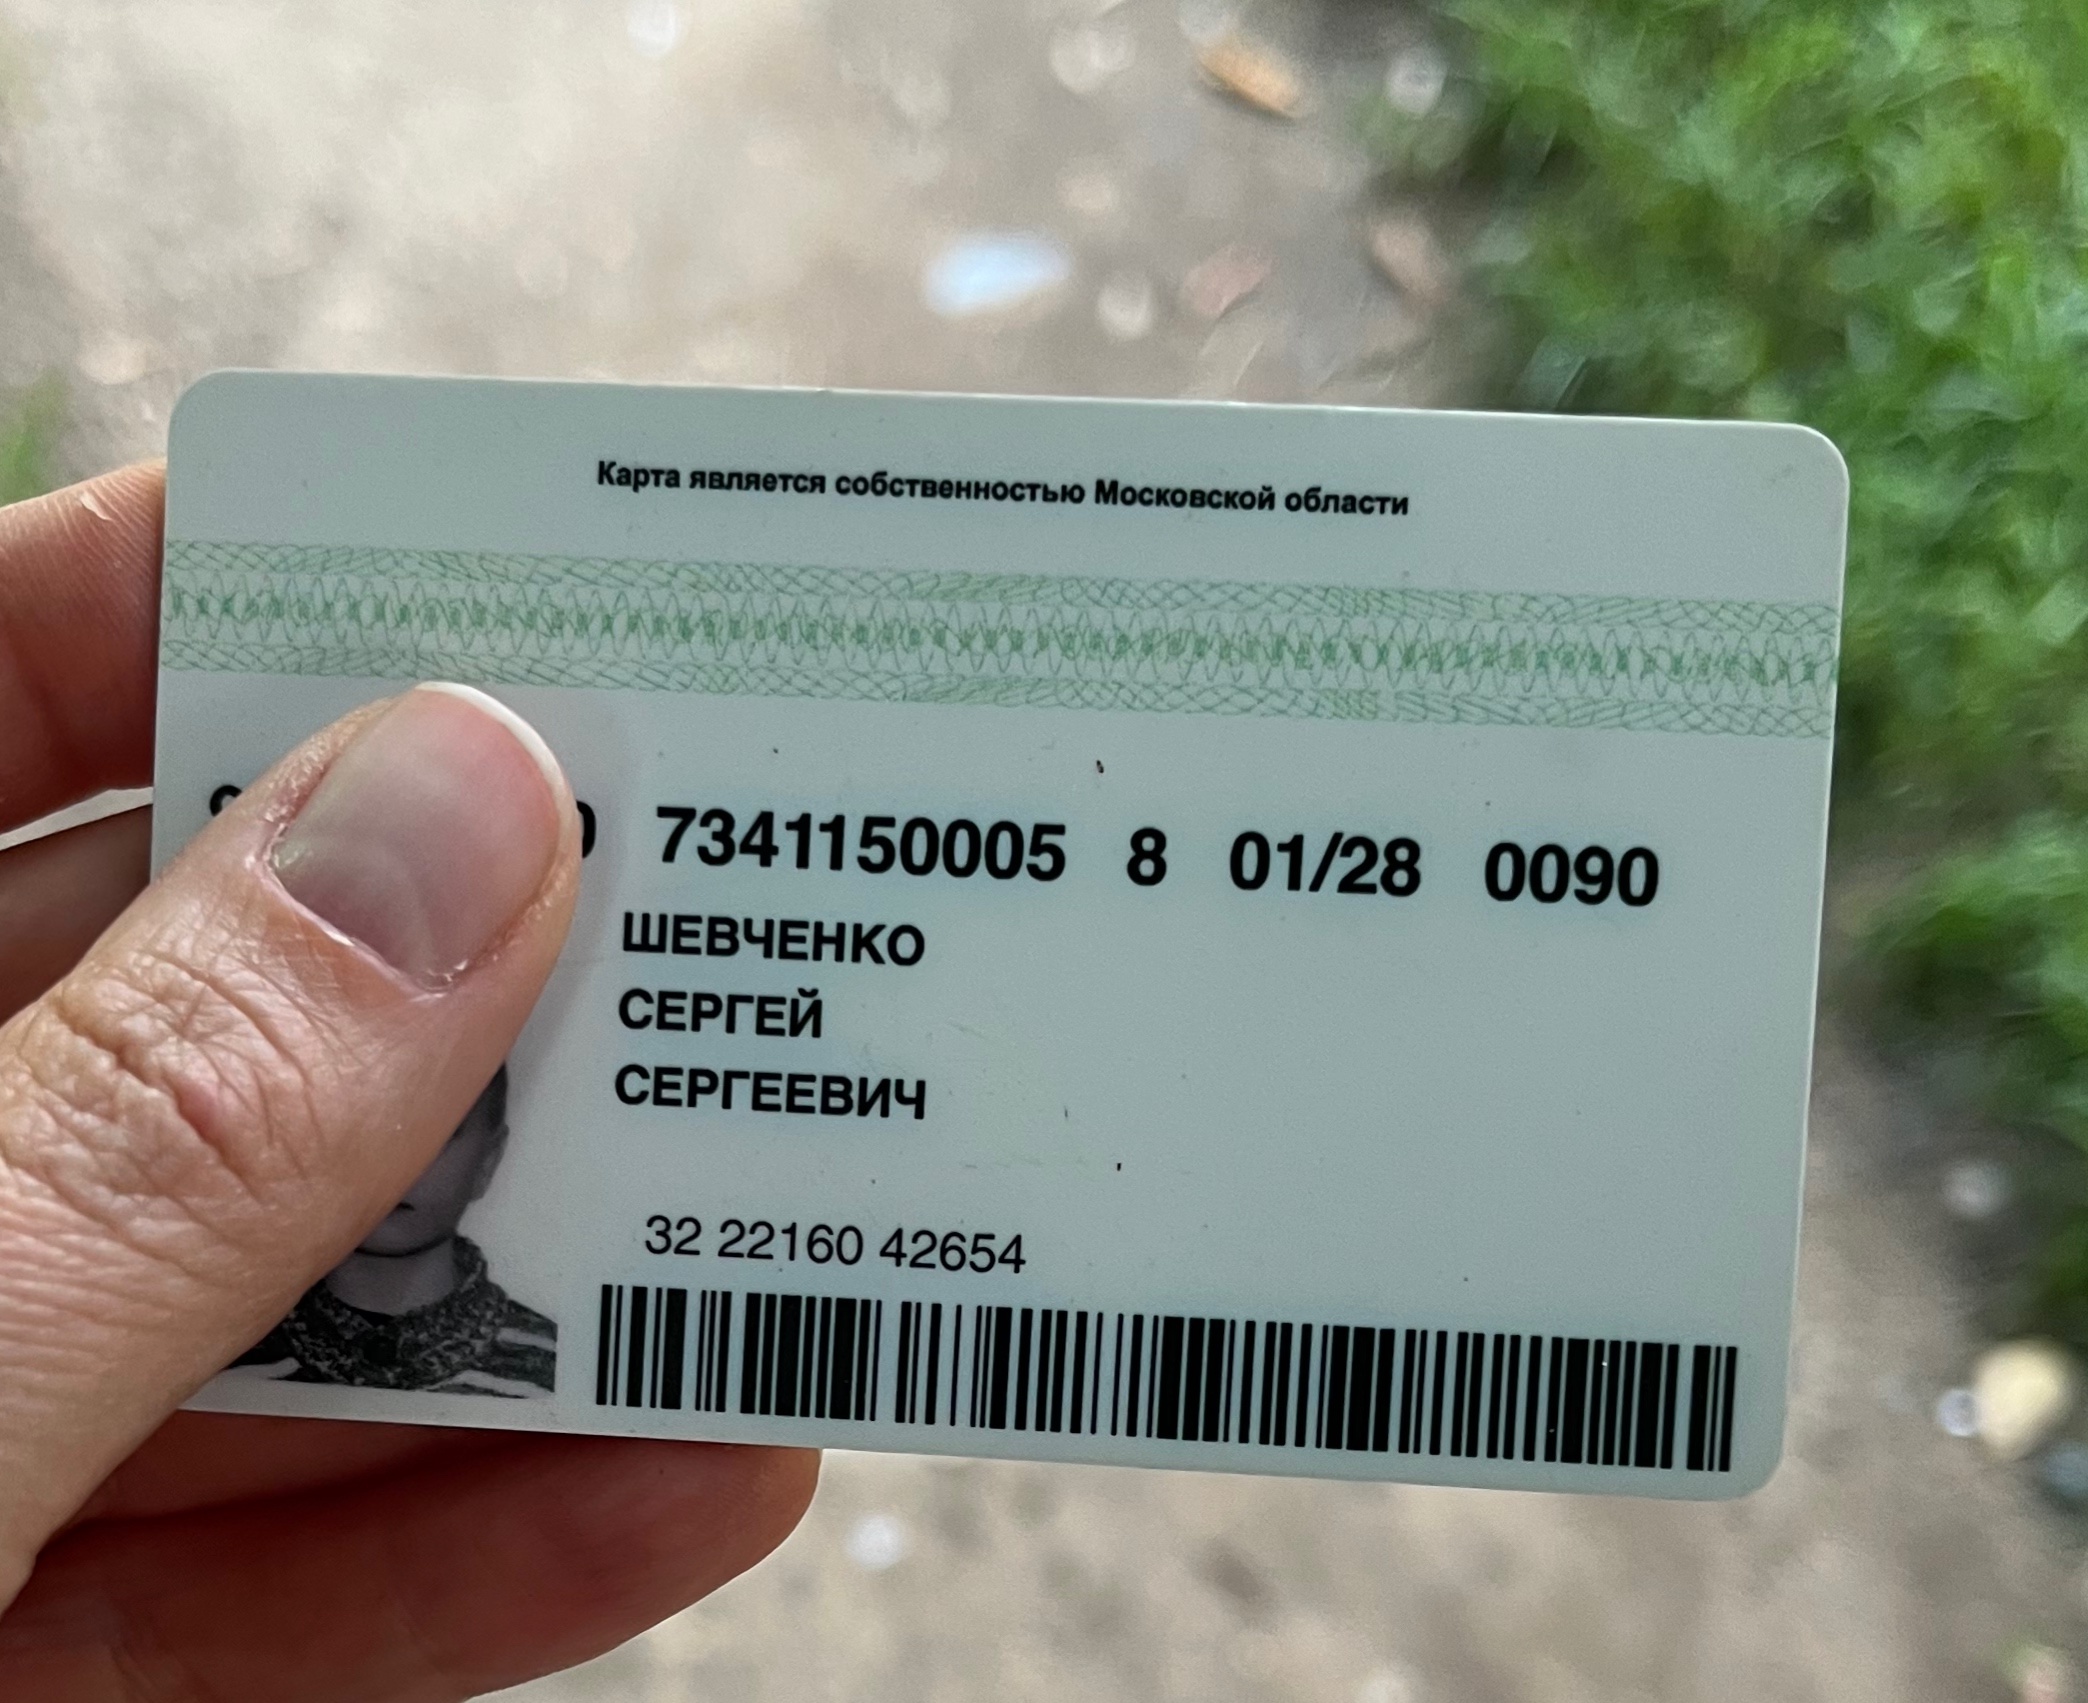 Карта является собственностью Московской области
7341150005 8 01/28 0090
ШЕВЧЕНКО
СЕРГЕЙ
СЕРГЕЕВИЧ
32 22160 42654